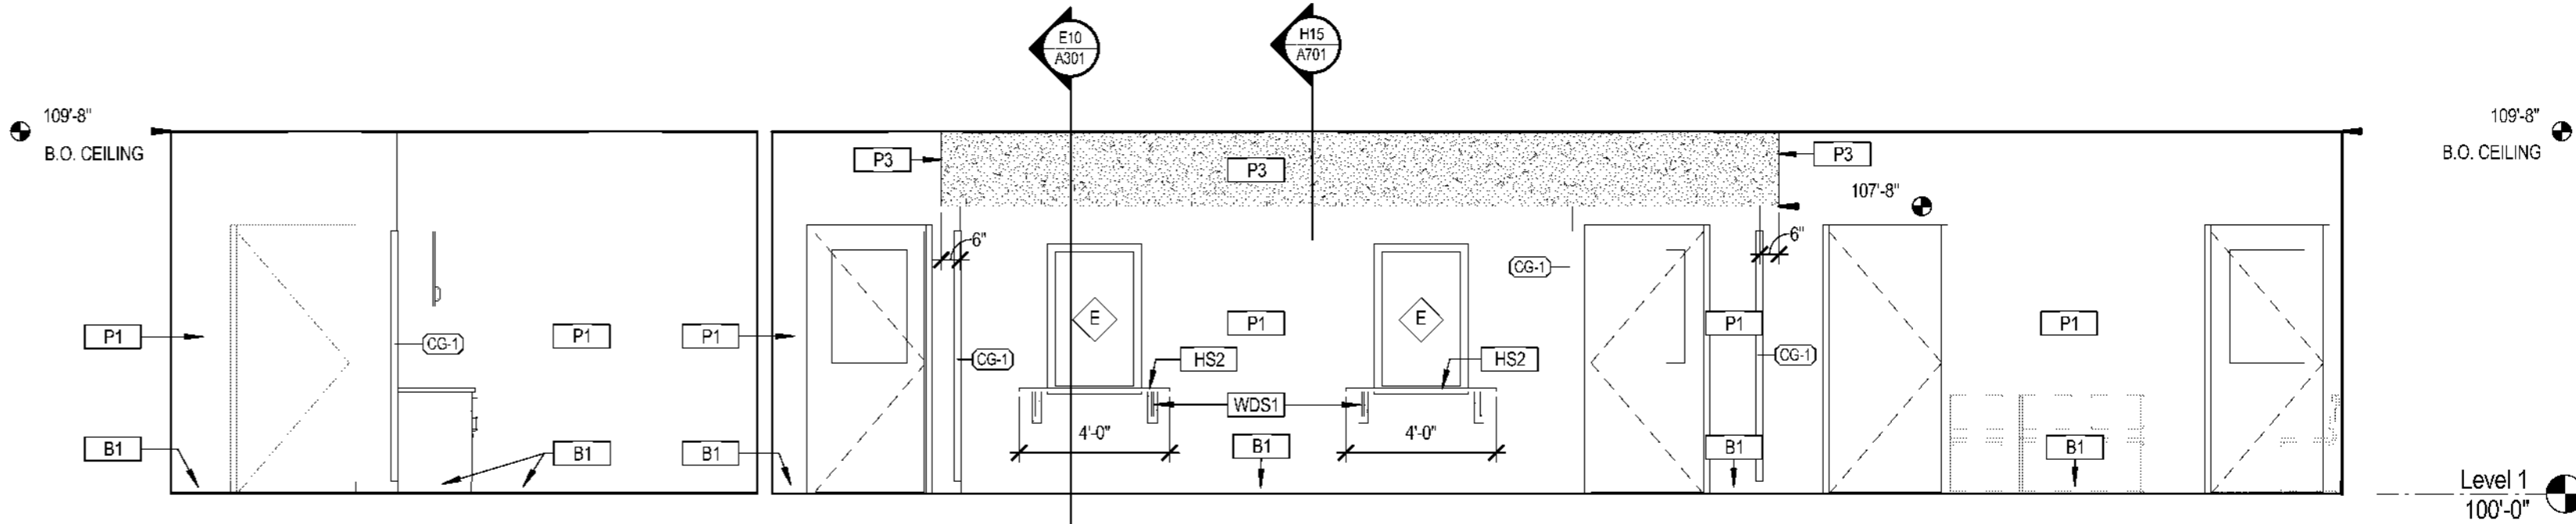 E10
A301
H15
A701
109'-8"
B.O. CEILING
109'-8"
B.O. CEILING
P3
P3
P3
107'-8"
6"
6"
CG-1
E
E
P1
P1
P1
P1
P1
P1
CG-1
CG-1
HS2
HS2
CG-1
WDS1
4'-0"
4'-0"
B1
B1
B1
B1
B1
B1
Level 1
100'-0"